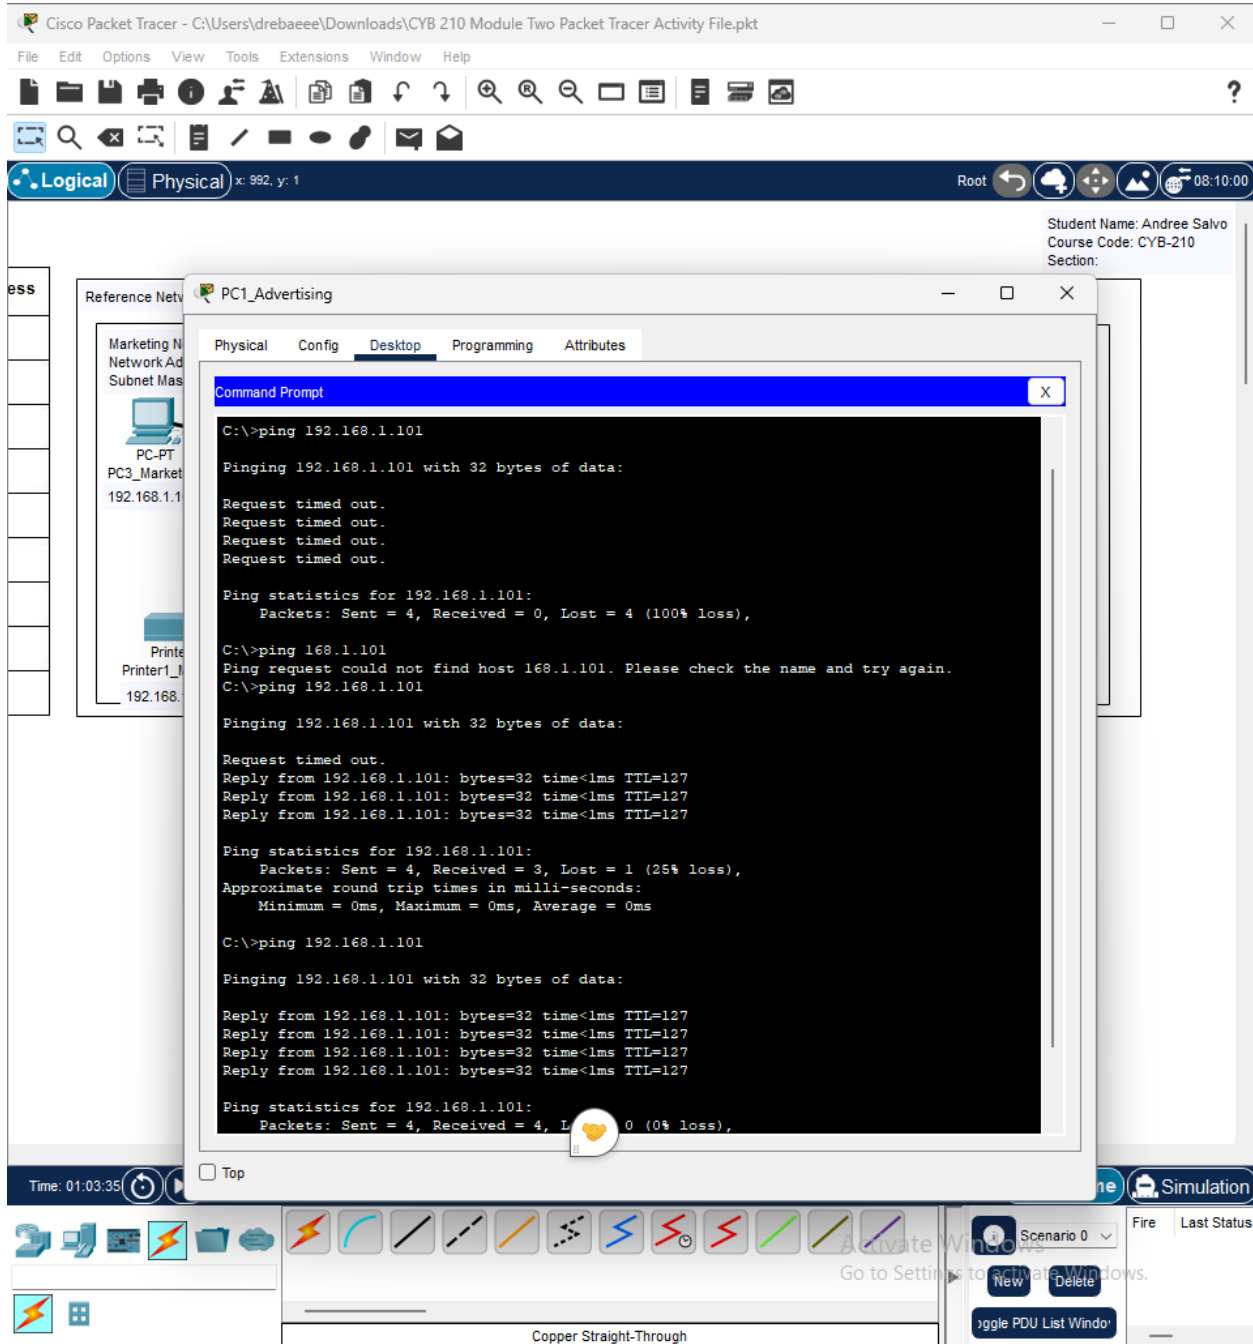 Cisco Packet Tracer - C:\Users\drebaeee\Downloads\CYB 210 Module Two Packet Tracer Activity File.pkt
File Edit Options View Tools Extensions Window Help
Logical Physical x: 992, y: 1 Root 08:10:00
Student Name: Andree Salvo
Course Code: CYB-210
Section:
ess
Reference Netw
PC1_Advertising
Marketing N
Network Ad
Subnet Mas
Physical Config Desktop Programming Attributes
Command Prompt X
PC-PT
PC3_Market
192.168.1.1
Printe
Printer1_M
192.168.
C:\>ping 192.168.1.101
Pinging 192.168.1.101 with 32 bytes of data:
Request timed out.
Request timed out.
Request timed out.
Request timed out.
Ping statistics for 192.168.1.101:
Packets: Sent = 4, Received = 0, Lost = 4 (100% loss),
C:\>ping 168.1.101
Ping request could not find host 168.1.101. Please check the name and try again.
C:\>ping 192.168.1.101
Pinging 192.168.1.101 with 32 bytes of data:
Request timed out.
Reply from 192.168.1.101: bytes=32 time<1ms TTL=127
Reply from 192.168.1.101: bytes=32 time<1ms TTL=127
Reply from 192.168.1.101: bytes=32 time<1ms TTL=127
Ping statistics for 192.168.1.101:
Packets: Sent = 4, Received = 3, Lost = 1 (25% loss),
Approximate round trip times in milli-seconds:
Minimum = 0ms, Maximum = 0ms, Average = 0ms
C:\>ping 192.168.1.101
Pinging 192.168.1.101 with 32 bytes of data:
Reply from 192.168.1.101: bytes=32 time<1ms TTL=127
Reply from 192.168.1.101: bytes=32 time<1ms TTL=127
Reply from 192.168.1.101: bytes=32 time<1ms TTL=127
Reply from 192.168.1.101: bytes=32 time<1ms TTL=127
Ping statistics for 192.168.1.101:
Packets: Sent = 4, Received = 4, L 0 (0% loss),
Top
Time: 01:03:35 me Simulation
Scenario 0 Fire Last Status
Activate Windows
Go to Settings to activate Windows.
New Delete
oggle PDU List Windo
Copper Straight-Through